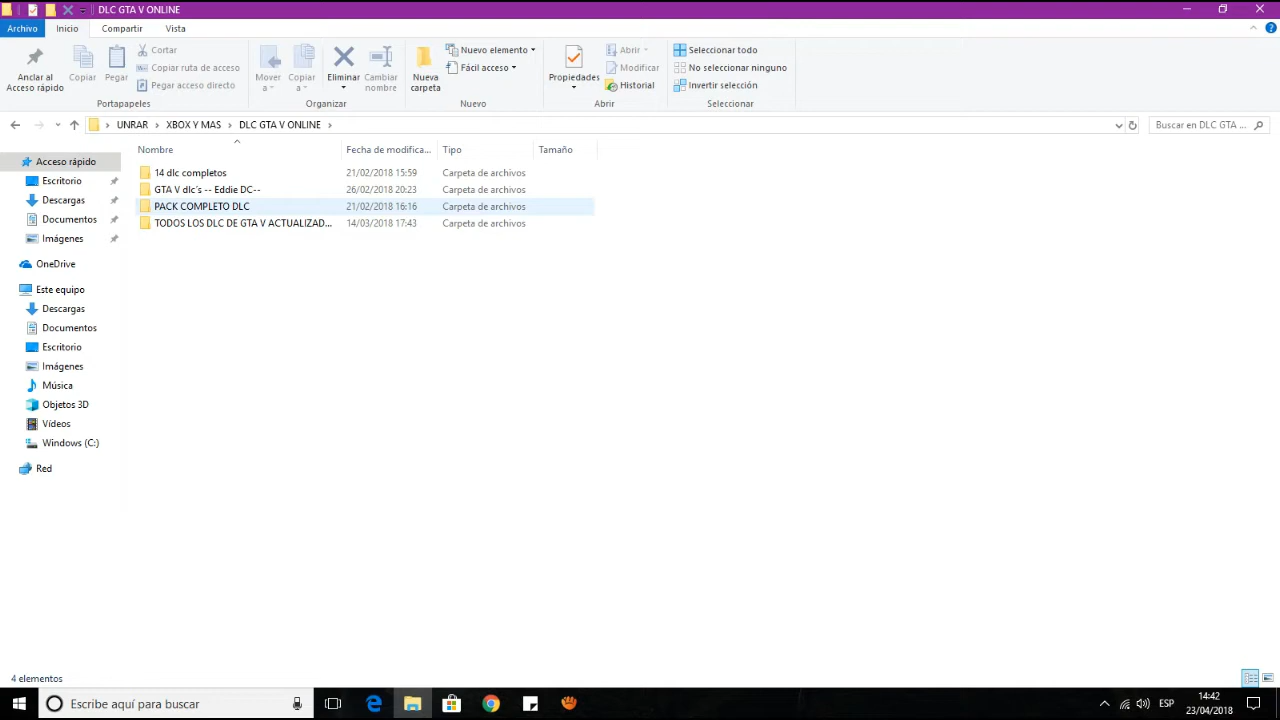 DLC GTA V ONLINE
Archivo Inicio Compartir Vista
Anclar al Acceso rápido
Copiar
Pegar
Cortar
Copiar ruta de acceso
Pegar acceso directo
Portapapeles
Mover a
Copiar a
Eliminar
Cambiar nombre
Organizar
Nueva carpeta
Nuevo elemento
Fácil acceso
Nuevo
Propiedades
Abrir
Modificar
Historial
Abrir
Seleccionar todo
No seleccionar ninguno
Invertir selección
Seleccionar
UNRAR XBOX Y MAS DLC GTA V ONLINE
Buscar en DLC GTA ...
Nombre Fecha de modifica... Tipo Tamaño
14 dlc completos 21/02/2018 15:59 Carpeta de archivos
GTA V dlc´s -- Eddie DC-- 26/02/2018 20:23 Carpeta de archivos
PACK COMPLETO DLC 21/02/2018 16:16 Carpeta de archivos
TODOS LOS DLC DE GTA V ACTUALIZAD... 14/03/2018 17:43 Carpeta de archivos
Acceso rápido
Escritorio
Descargas
Documentos
Imágenes
OneDrive
Este equipo
Descargas
Documentos
Escritorio
Imágenes
Música
Objetos 3D
Vídeos
Windows (C:)
Red
4 elementos
Escribe aquí para buscar
ESP
14:42
23/04/2018